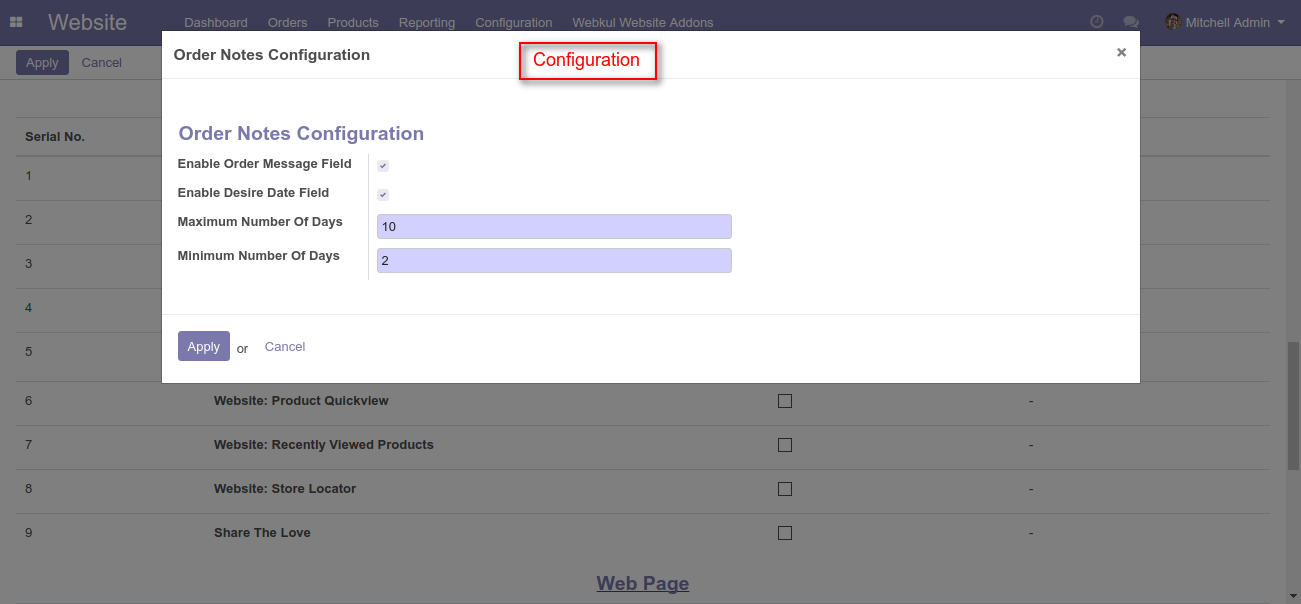 Website Dashboard Orders Products Reporting Configuration Webkul Website Addons Mitchell Admin
Apply Cancel
Order Notes Configuration ×
Configuration
Order Notes Configuration
Enable Order Message Field
Enable Desire Date Field
Maximum Number Of Days 10
Minimum Number Of Days 2
Apply or Cancel
Serial No.
1
2
3
4
5
6 Website: Product Quickview -
7 Website: Recently Viewed Products -
8 Website: Store Locator -
9 Share The Love -
Web Page